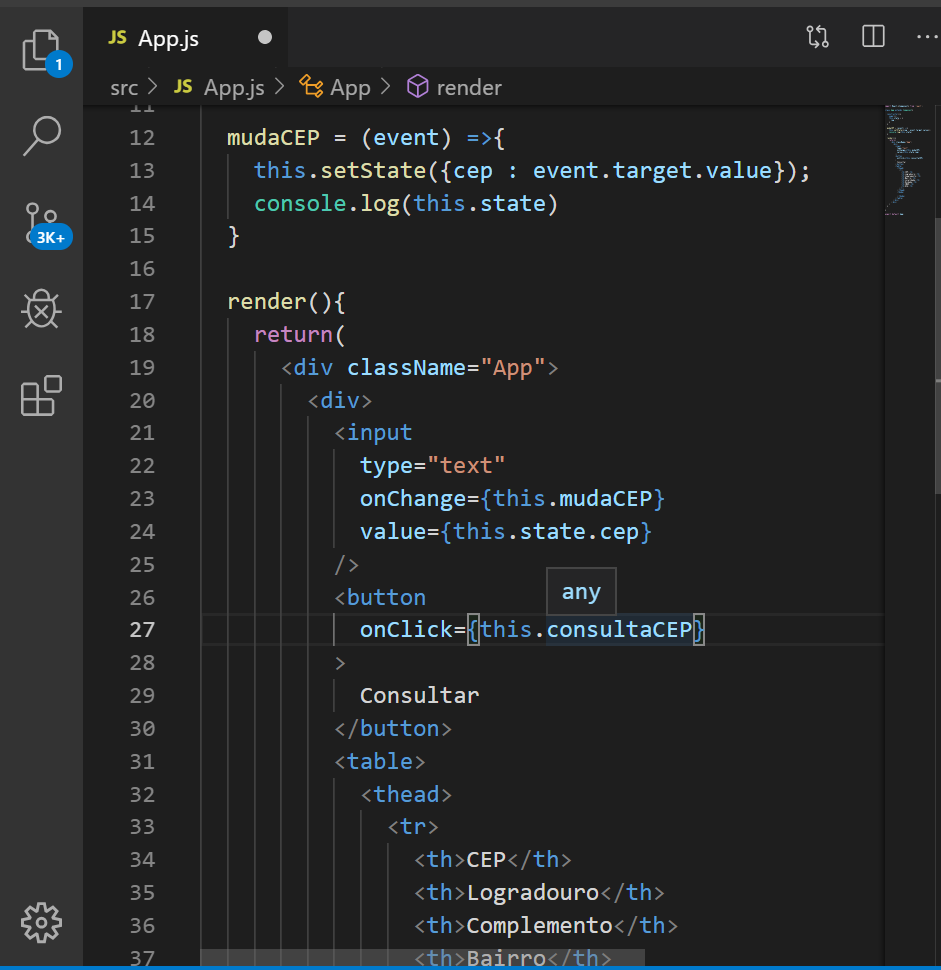 JS App.js
1
src > JS App.js > App > render
11
12 mudaCEP = (event) =>{
13 this.setState({cep : event.target.value});
14 console.log(this.state)
3K+
15 }
16
17 render(){
18 return(
19 <div className="App">
20 <div>
21 <input
22 type="text"
23 onChange={this.mudaCEP}
24 value={this.state.cep}
25 />
26 <button
any
27 onClick={this.consultaCEP}
28 >
29 Consultar
30 </button>
31 <table>
32 <thead>
33 <tr>
34 <th>CEP</th>
35 <th>Logradouro</th>
36 <th>Complemento</th>
37 <th>Bairro</th>